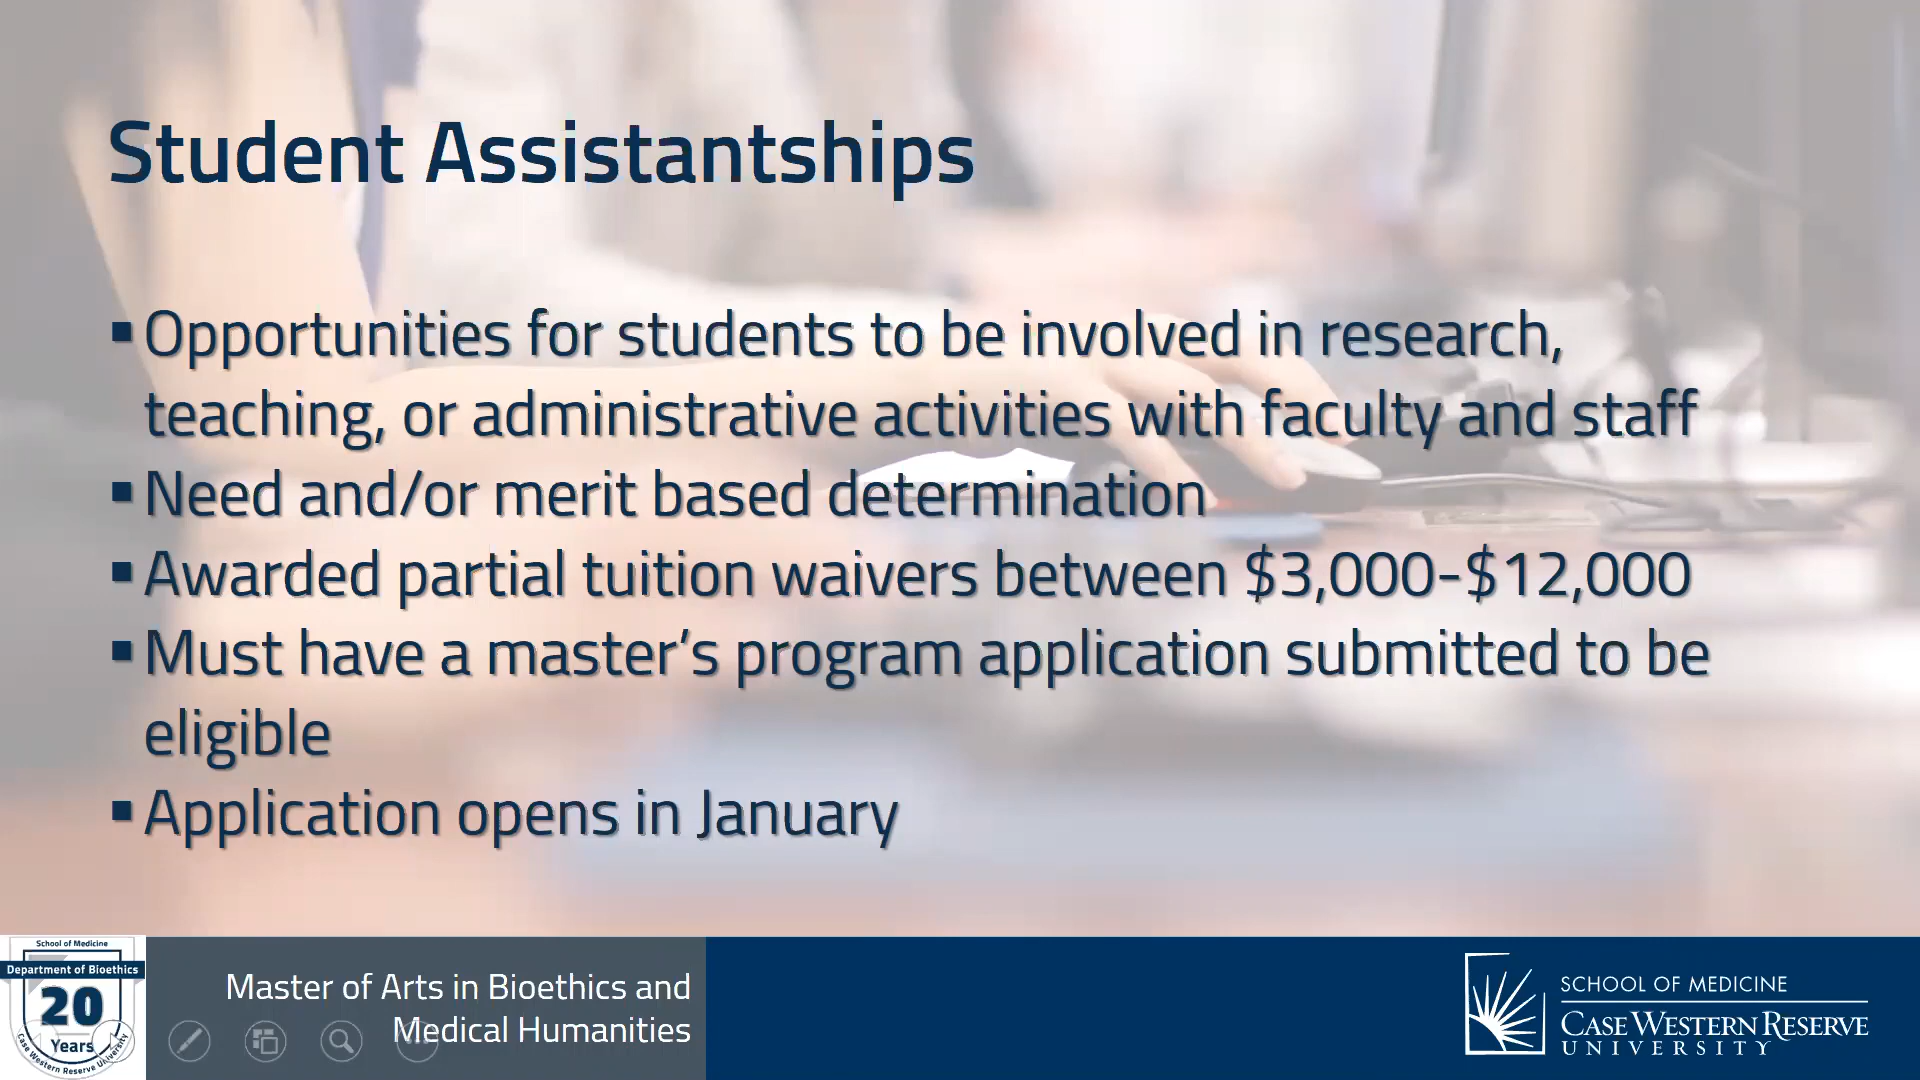 Student Assistantships
▪ Opportunities for students to be involved in research,
teaching, or administrative activities with faculty and staff
▪ Need and/or merit based determination
▪ Awarded partial tuition waivers between $3,000-$12,000
▪ Must have a master’s program application submitted to be
eligible
▪ Application opens in January
School of Medicine
Department of Bioethics
20
Years
Case Western Reserve University
Master of Arts in Bioethics and
Medical Humanities
SCHOOL OF MEDICINE
CASE WESTERN RESERVE
UNIVERSITY